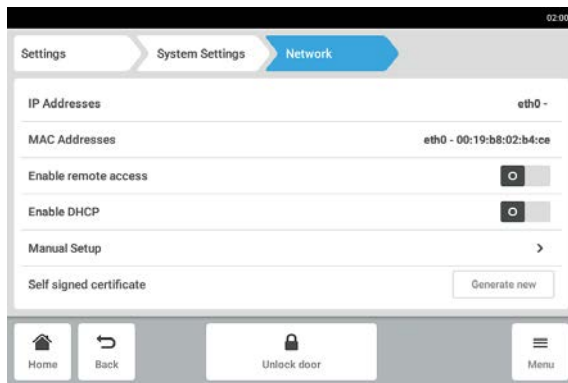 02:00
Settings System Settings Network
IP Addresses eth0 -
MAC Addresses eth0 - 00:19:b8:02:b4:ce
Enable remote access
Enable DHCP
Manual Setup
Self signed certificate Generate new
Home Back Unlock door Menu